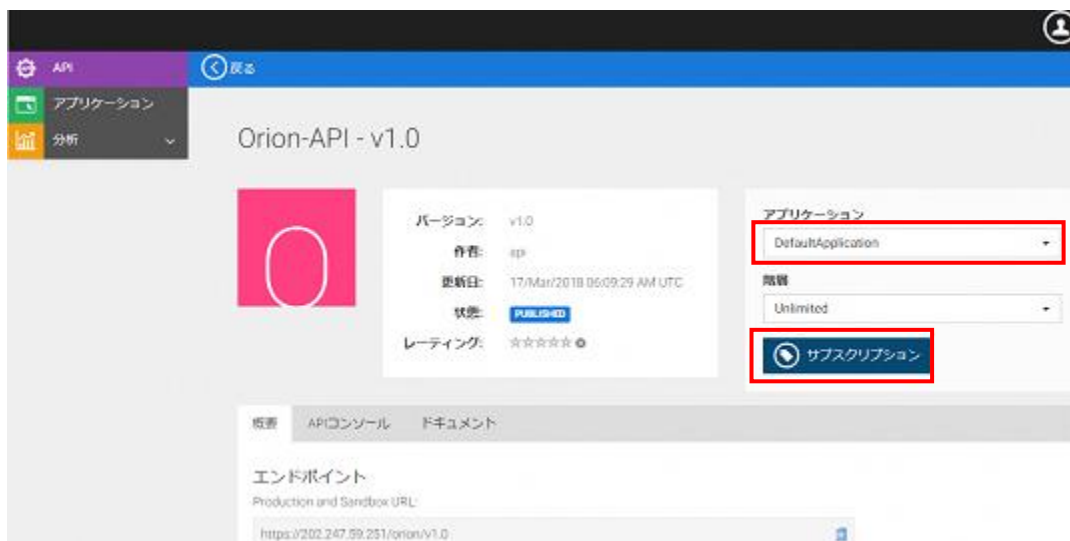 API
戻る
アプリケーション
分析
Orion-API - v1.0
O
バージョン: v1.0
作者: api
更新日: 17/Mar/2018 06:09:29 AM UTC
状態: PUBLISHED
レーティング:
アプリケーション
DefaultApplication
階層
Unlimited
サブスクリプション
概要 APIコンソール ドキュメント
エンドポイント
Production and Sandbox URL:
https://202.247.59.251/orion/v1.0